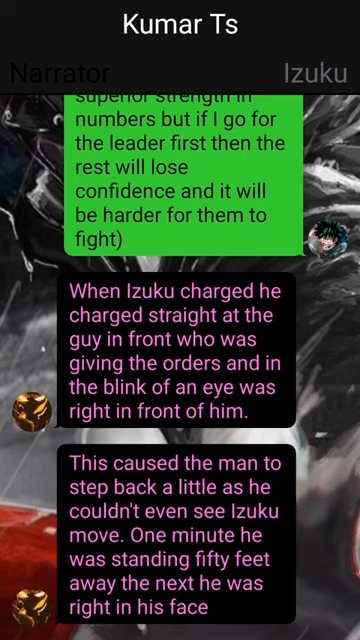 Kumar Ts
Narrator
Izuku
superior strength in
numbers but if I go for
the leader first then the
rest will lose
confidence and it will
be harder for them to
fight)
When Izuku charged he
charged straight at the
guy in front who was
giving the orders and in
the blink of an eye was
right in front of him.
This caused the man to
step back a little as he
couldn't even see Izuku
move. One minute he
was standing fifty feet
away the next he was
right in his face